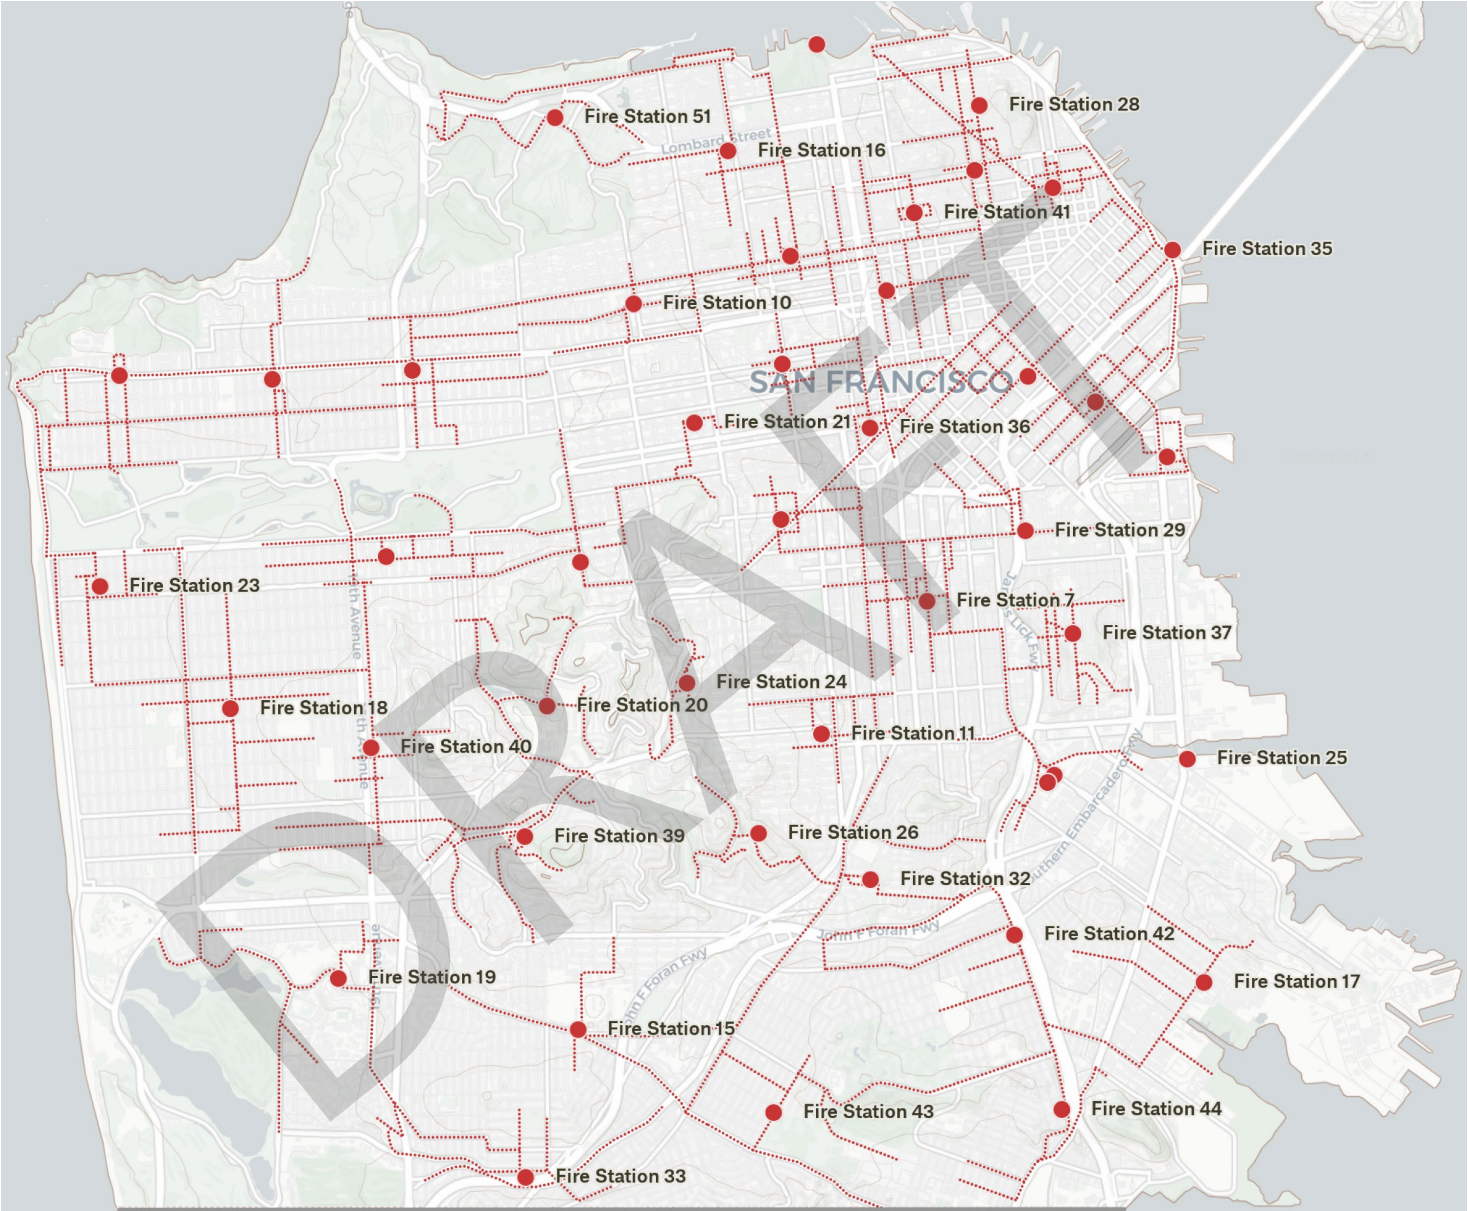 Fire Station 28
Fire Station 51
Lombard Street
Fire Station 16
Fire Station 41
Fire Station 35
Fire Station 10
SAN FRANCISCO
Fire Station 21
Fire Station 36
Fire Station 29
Fire Station 23
Fire Station 7
Fire Station 37
Fire Station 24
Fire Station 20
Fire Station 18
Fire Station 11
Fire Station 40
Fire Station 25
Fire Station 26
Fire Station 39
Fire Station 32
John F Foran Fwy
Fire Station 42
Fire Station 19
Fire Station 17
Fire Station 15
Fire Station 43
Fire Station 44
Fire Station 33
DRAFT